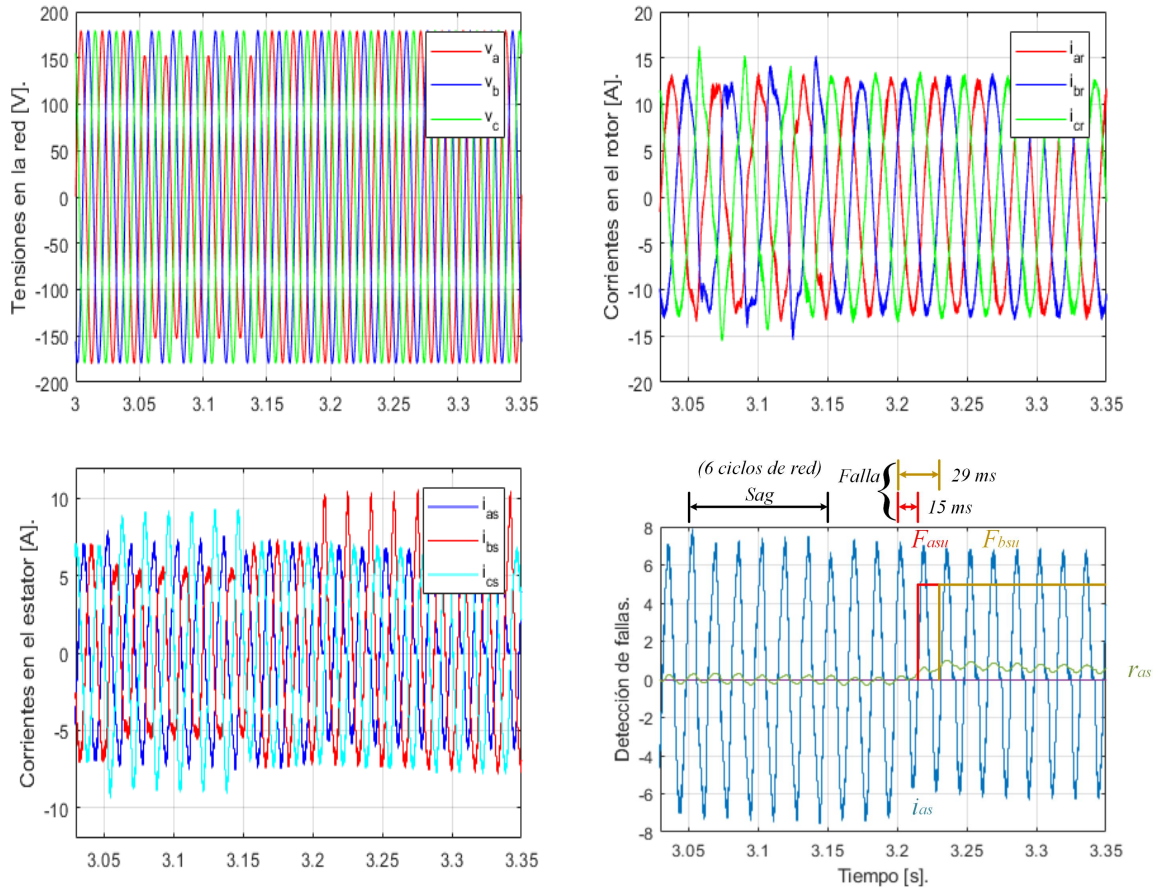 Tensiones en la red [V].
200
150
100
50
0
-50
-100
-150
-200
3
3.05
3.1
3.15
3.2
3.25
3.3
3.35
v_a
v_b
v_c
Corrientes en el rotor [A].
20
15
10
5
0
-5
-10
-15
-20
3.05
3.1
3.15
3.2
3.25
3.3
3.35
i_ar
i_br
i_cr
Corrientes en el estator [A].
10
5
0
-5
-10
3.05
3.1
3.15
3.2
3.25
3.3
3.35
i_as
i_bs
i_cs
(6 ciclos de red)
Sag
Falla
29 ms
15 ms
F_asu
F_bsu
Detección de fallas.
8
6
4
2
0
-2
-4
-6
-8
r_as
i_as
3.05
3.1
3.15
3.2
3.25
3.3
3.35
Tiempo [s].